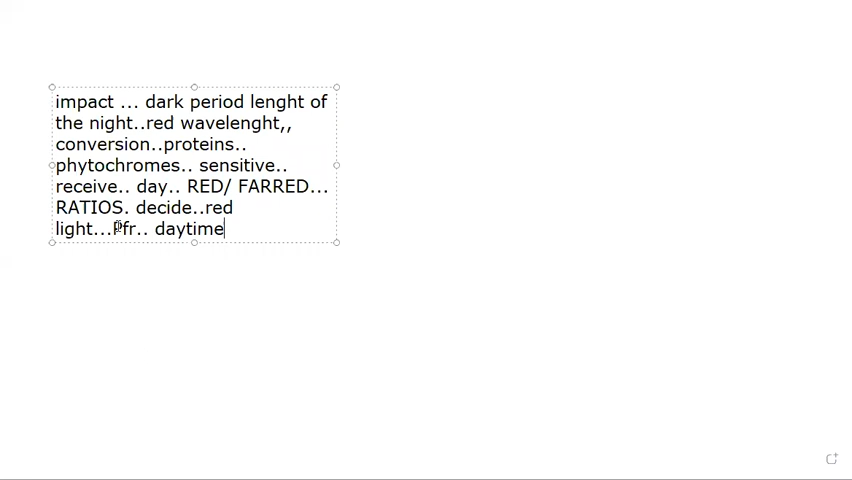 impact ... dark period lenght of
the night..red wavelenght,,
conversion..proteins..
phytochromes.. sensitive..
receive.. day.. RED/ FARRED...
RATIOS. decide..red
light...Pfr.. daytime